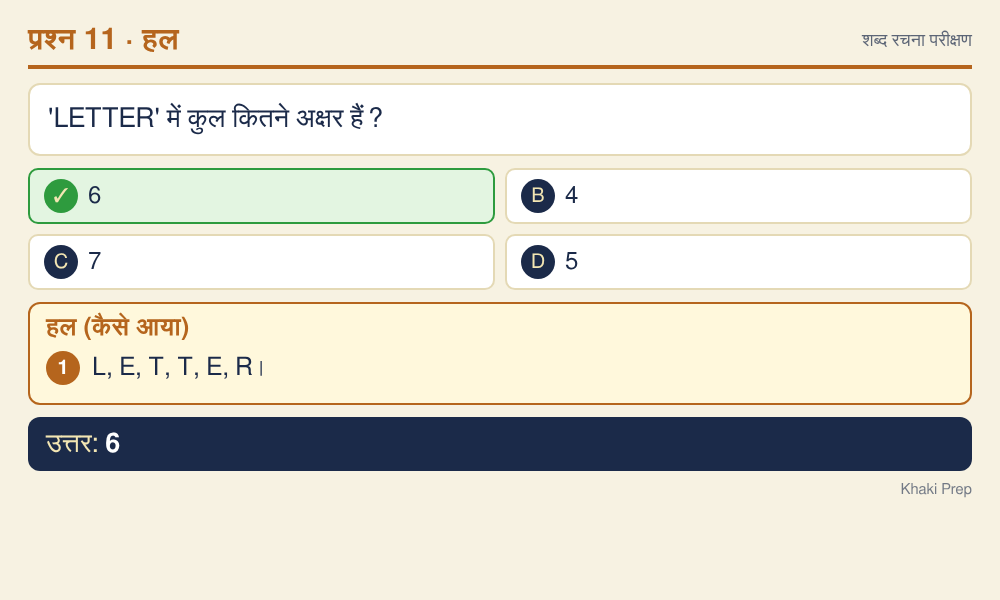 प्रश्न 11 · हल
शब्द रचना परीक्षण
'LETTER' में कुल कितने अक्षर हैं ?
✓ 6
B 4
C 7
D 5
हल (कैसे आया)
1 L, E, T, T, E, R।
उत्तर: 6
Khaki Prep